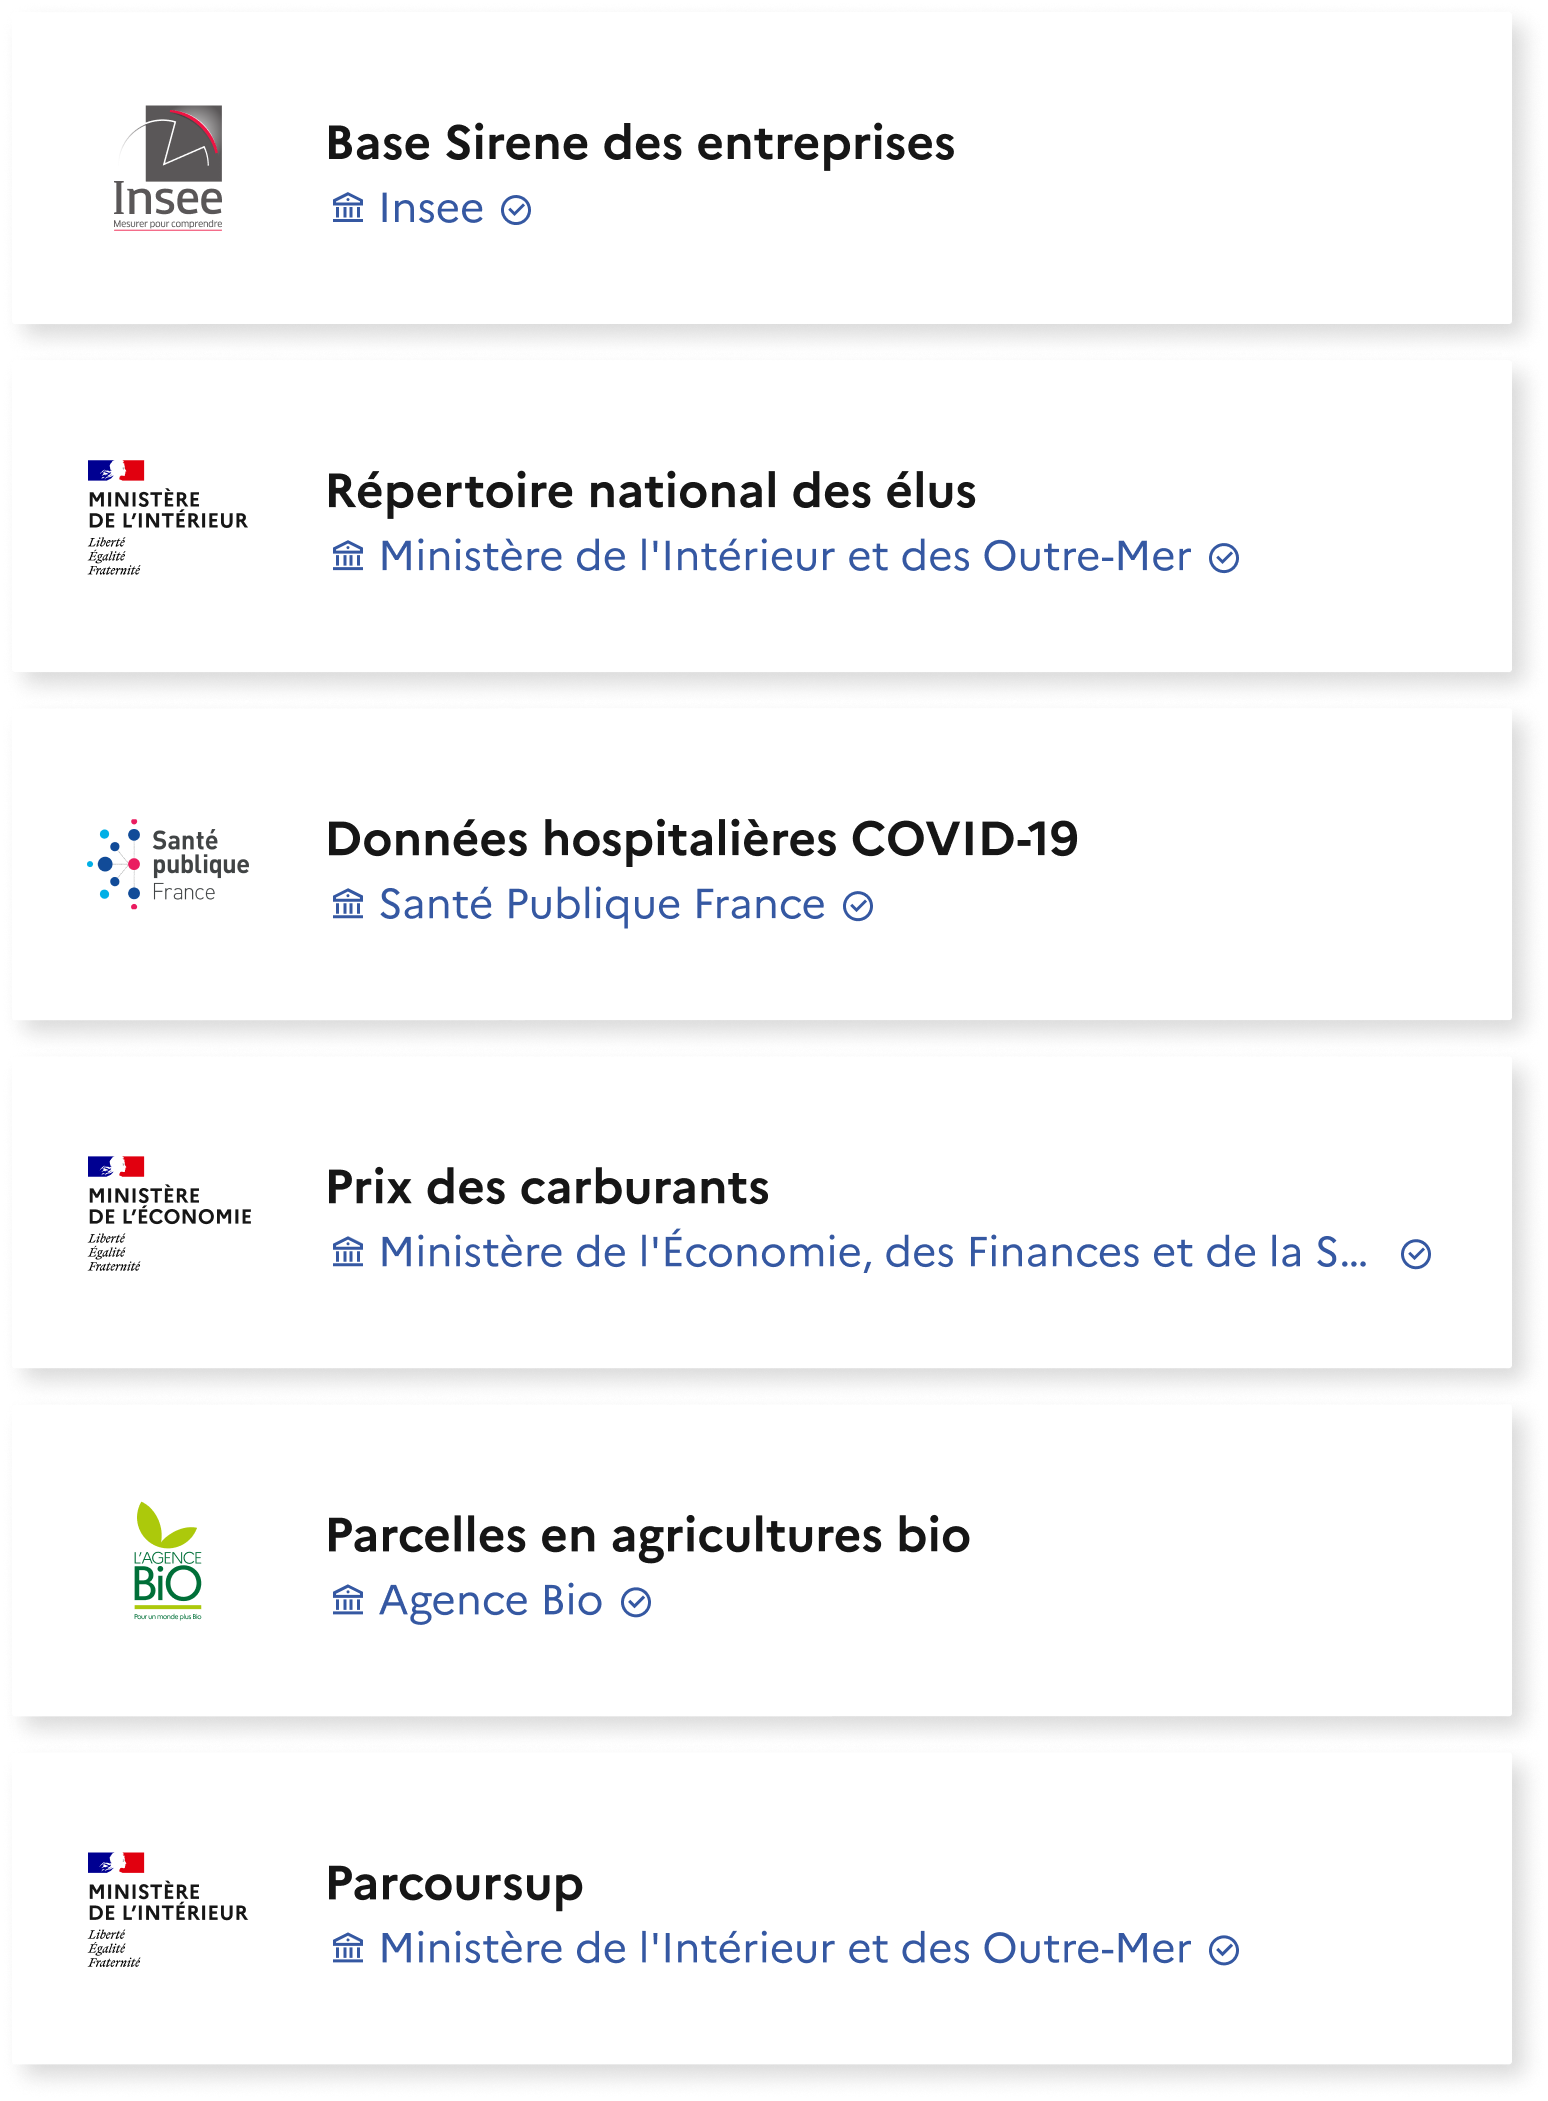 Insee
Mesurer pour comprendre
Base Sirene des entreprises
Insee
MINISTÈRE
DE L'INTÉRIEUR
Liberté
Égalité
Fraternité
Répertoire national des élus
Ministère de l'Intérieur et des Outre-Mer
Santé
publique
France
Données hospitalières COVID-19
Santé Publique France
MINISTÈRE
DE L'ÉCONOMIE
Liberté
Égalité
Fraternité
Prix des carburants
Ministère de l'Économie, des Finances et de la S...
L'AGENCE
BiO
Pour un monde plus Bio
Parcelles en agricultures bio
Agence Bio
MINISTÈRE
DE L'INTÉRIEUR
Liberté
Égalité
Fraternité
Parcoursup
Ministère de l'Intérieur et des Outre-Mer